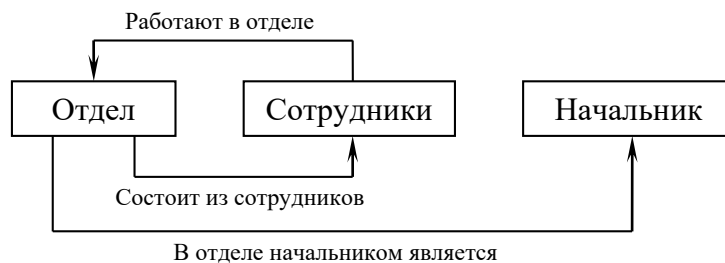 Работают в отделе
Отдел
Сотрудники
Начальник
Состоит из сотрудников
В отделе начальником является